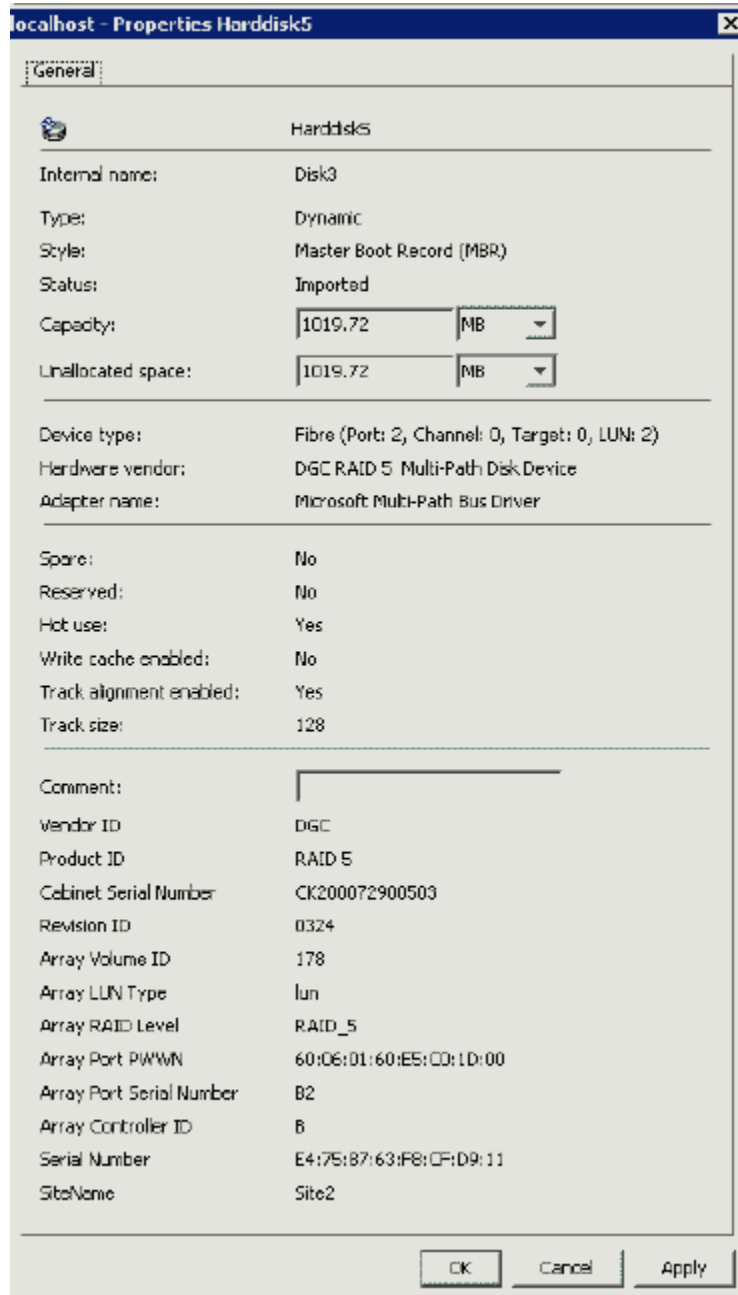 localhost - Properties Harddisk5
General
Harddisk5
Internal name: Disk3
Type: Dynamic
Style: Master Boot Record (MBR)
Status: Imported
Capacity: 1019.72 MB
Unallocated space: 1019.72 MB
Device type: Fibre (Port: 2, Channel: 0, Target: 0, LUN: 2)
Hardware vendor: DGC RAID 5 Multi-Path Disk Device
Adapter name: Microsoft Multi-Path Bus Driver
Spare: No
Reserved: No
Hot use: Yes
Write cache enabled: No
Track alignment enabled: Yes
Track size: 128
Comment:
Vendor ID DGC
Product ID RAID 5
Cabinet Serial Number CK200072900503
Revision ID 0324
Array Volume ID 178
Array LUN Type lun
Array RAID Level RAID_5
Array Port PWWN 60:06:01:60:E5:C0:1D:00
Array Port Serial Number B2
Array Controller ID B
Serial Number E4:75:87:63:F8:CF:D9:11
SiteName Site2
OK Cancel Apply